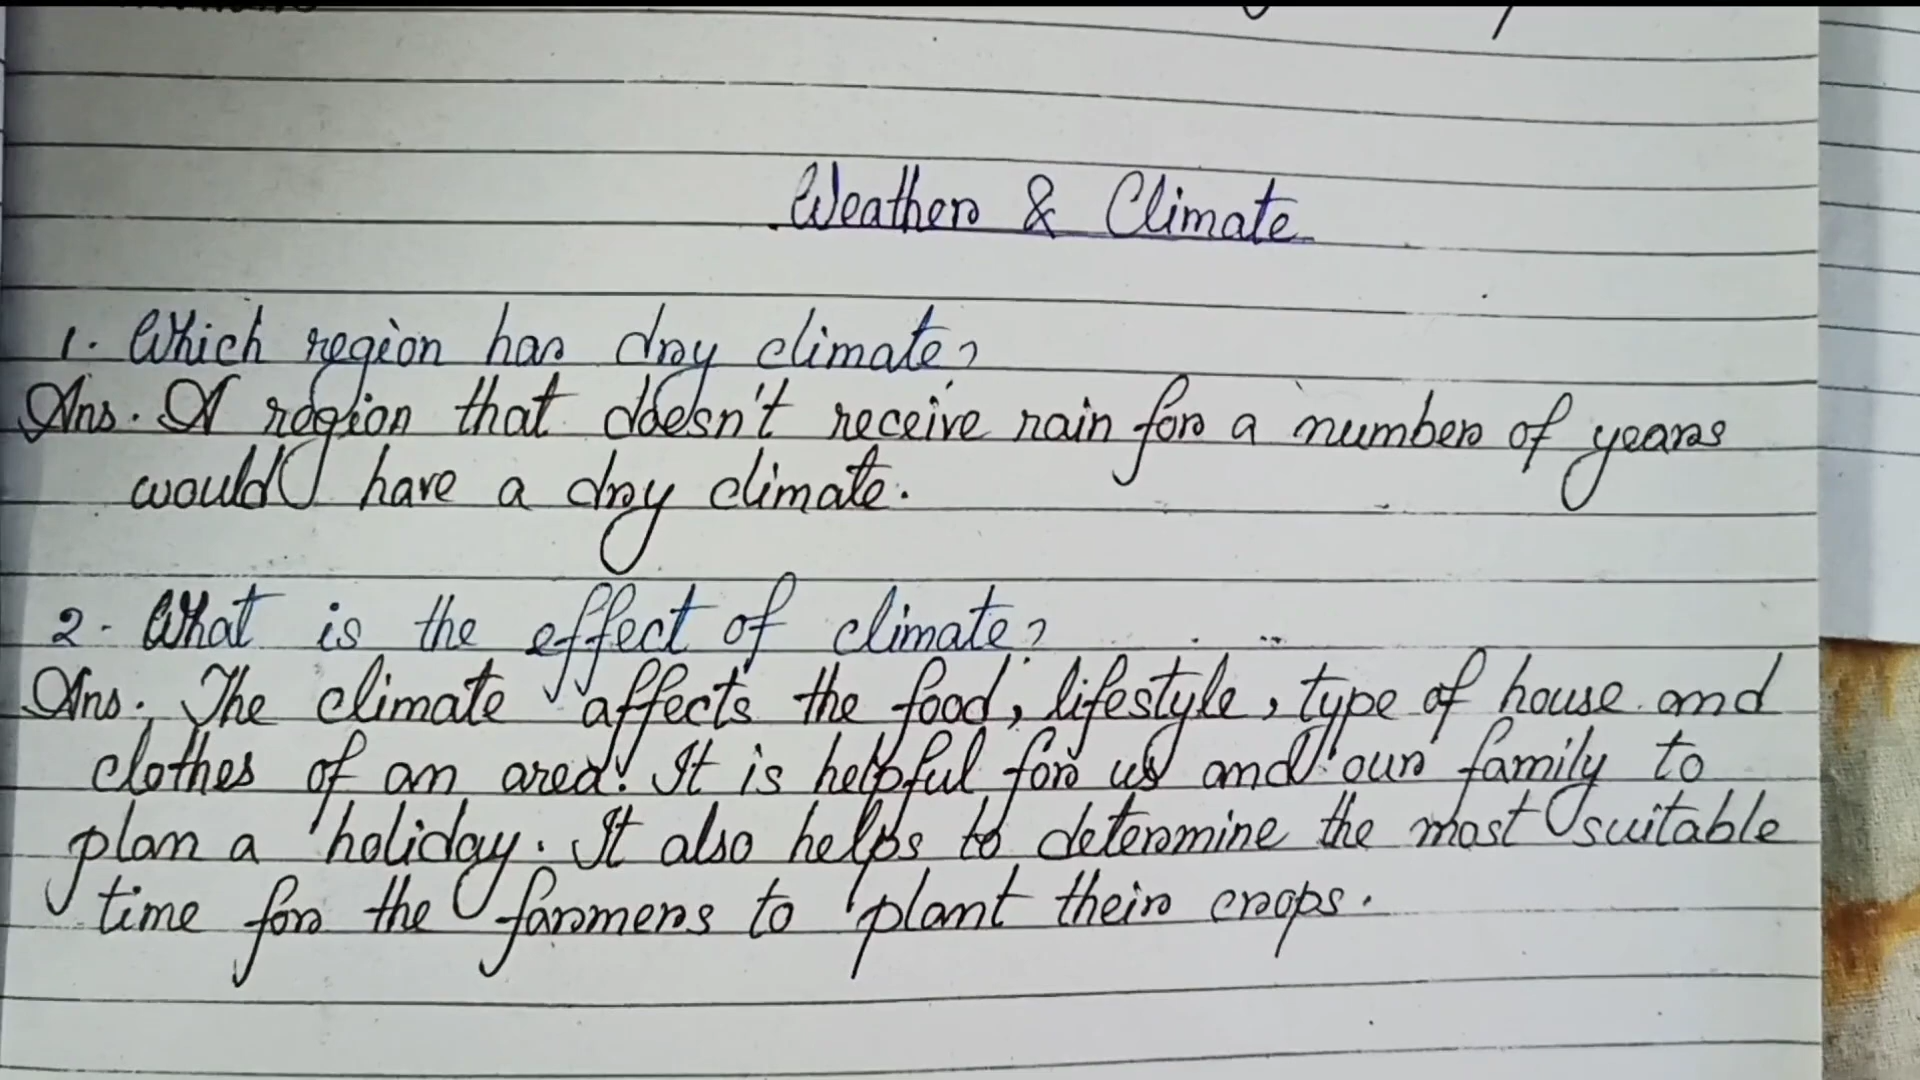 Weather & Climate
1. Which region has dry climate?
Ans. A region that doesn't receive rain for a number of years
would have a dry climate.
2. What is the effect of climate?
Ans. The climate affects the food, lifestyle, type of house and
clothes of an area. It is helpful for us and our family to
plan a holiday. It also helps to determine the most suitable
time for the farmers to plant their crops.